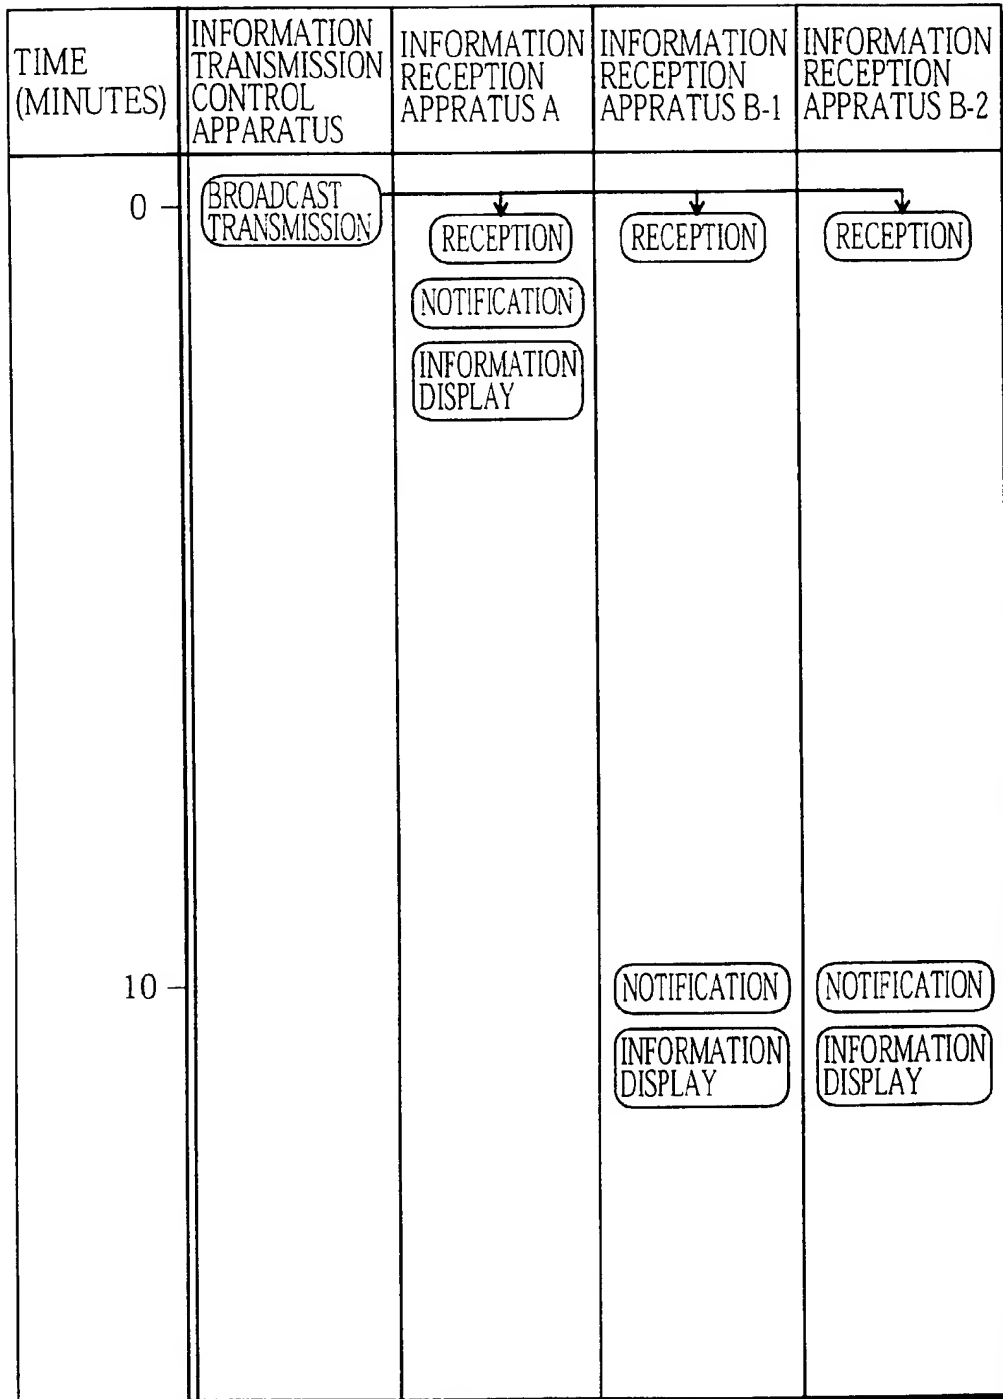 TIME
(MINUTES)
INFORMATION
TRANSMISSION
CONTROL
APPARATUS
INFORMATION
RECEPTION
APPRATUS A
INFORMATION
RECEPTION
APPRATUS B-1
INFORMATION
RECEPTION
APPRATUS B-2
0
BROADCAST
TRANSMISSION
RECEPTION
RECEPTION
RECEPTION
NOTIFICATION
INFORMATION
DISPLAY
10
NOTIFICATION
NOTIFICATION
INFORMATION
DISPLAY
INFORMATION
DISPLAY